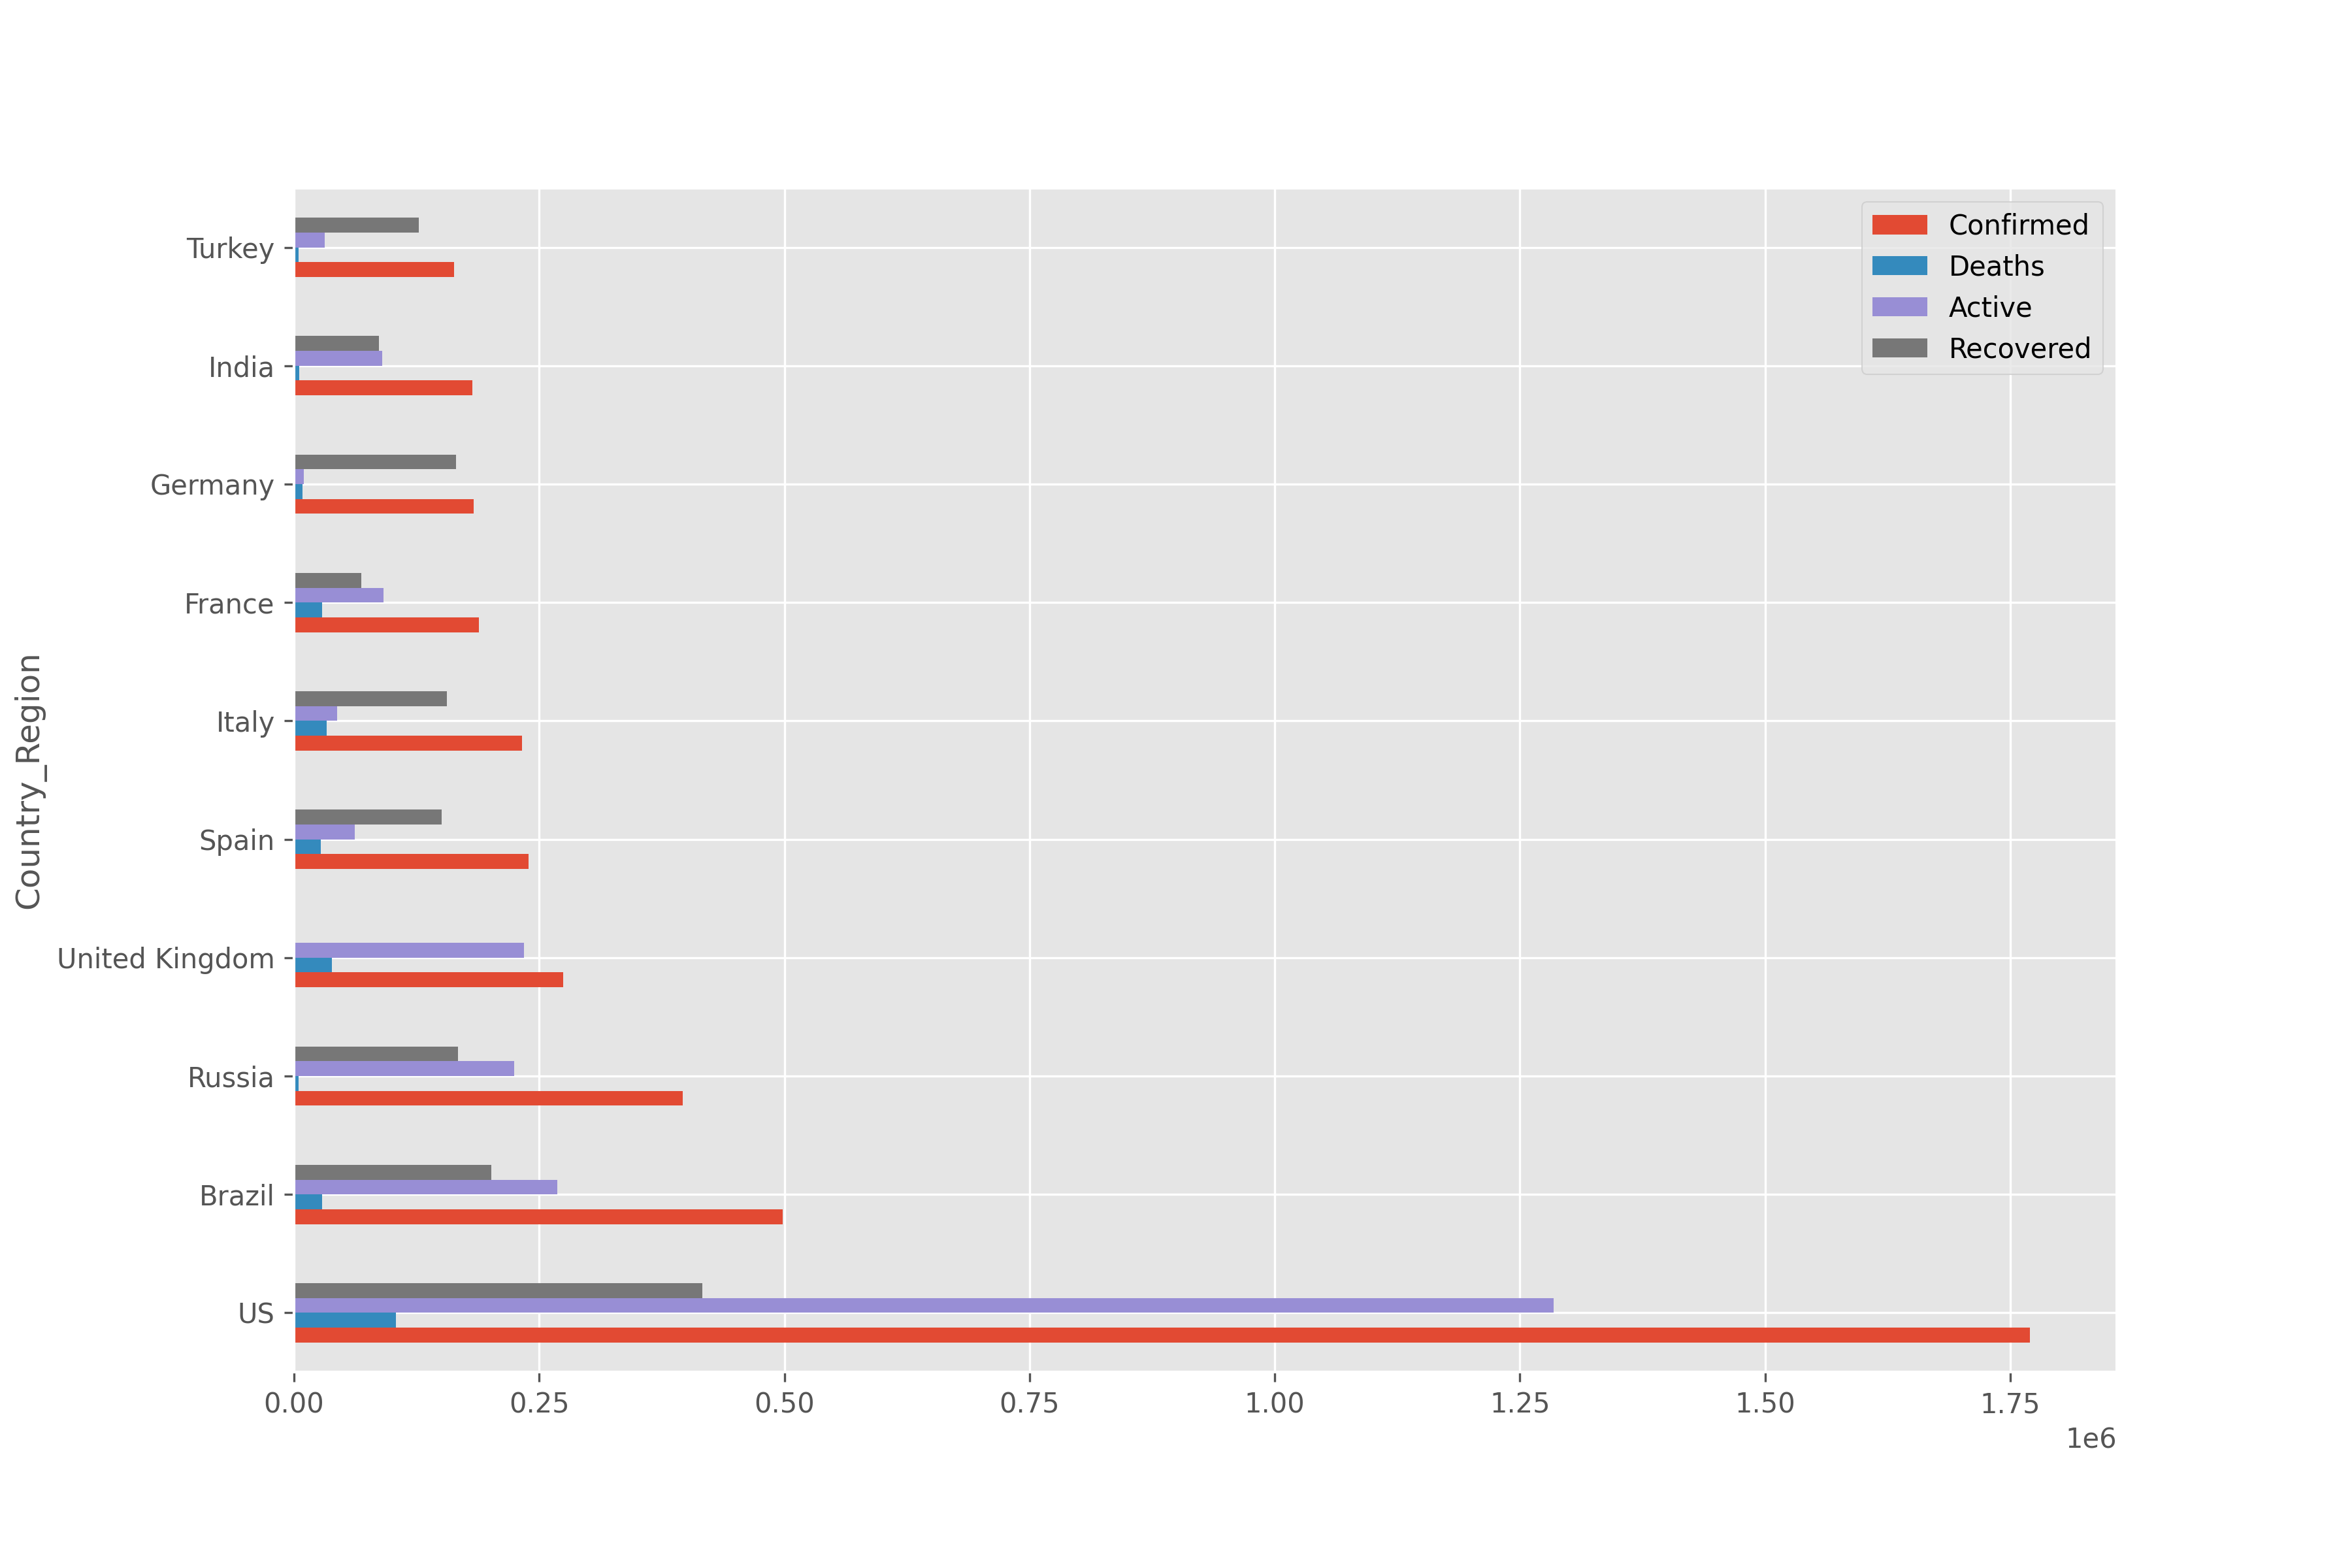 Confirmed
Deaths
Active
Recovered
Turkey
India
Germany
France
Italy
Spain
United Kingdom
Russia
Brazil
US
Country_Region
0.00 0.25 0.50 0.75 1.00 1.25 1.50 1.75
1e6